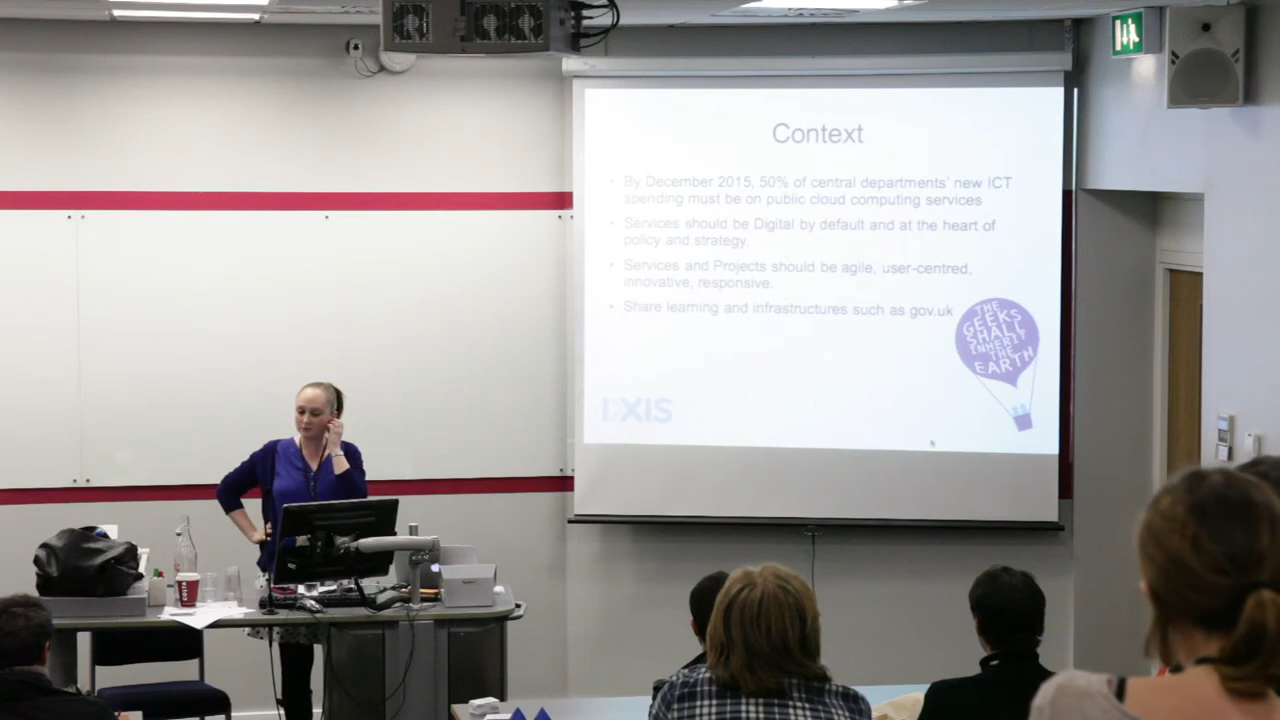 Context
• By December 2015, 50% of central departments' new ICT
spending must be on public cloud computing services
• Services should be Digital by default and at the heart of
policy and strategy.
• Services and Projects should be agile, user-centred,
innovative, responsive.
• Share learning and infrastructures such as gov.uk
THE
GEEKS
SHALL
INHERIT
THE
EARTH
IXIS
COSTA